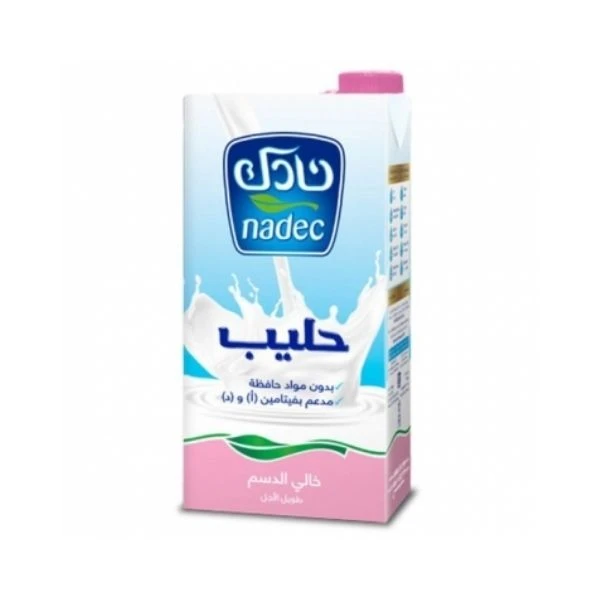 نادك
nadec
حليب
بدون مواد حافظة
مدعم بفيتامين (أ) و (د)
خالي الدسم
طويل الأجل